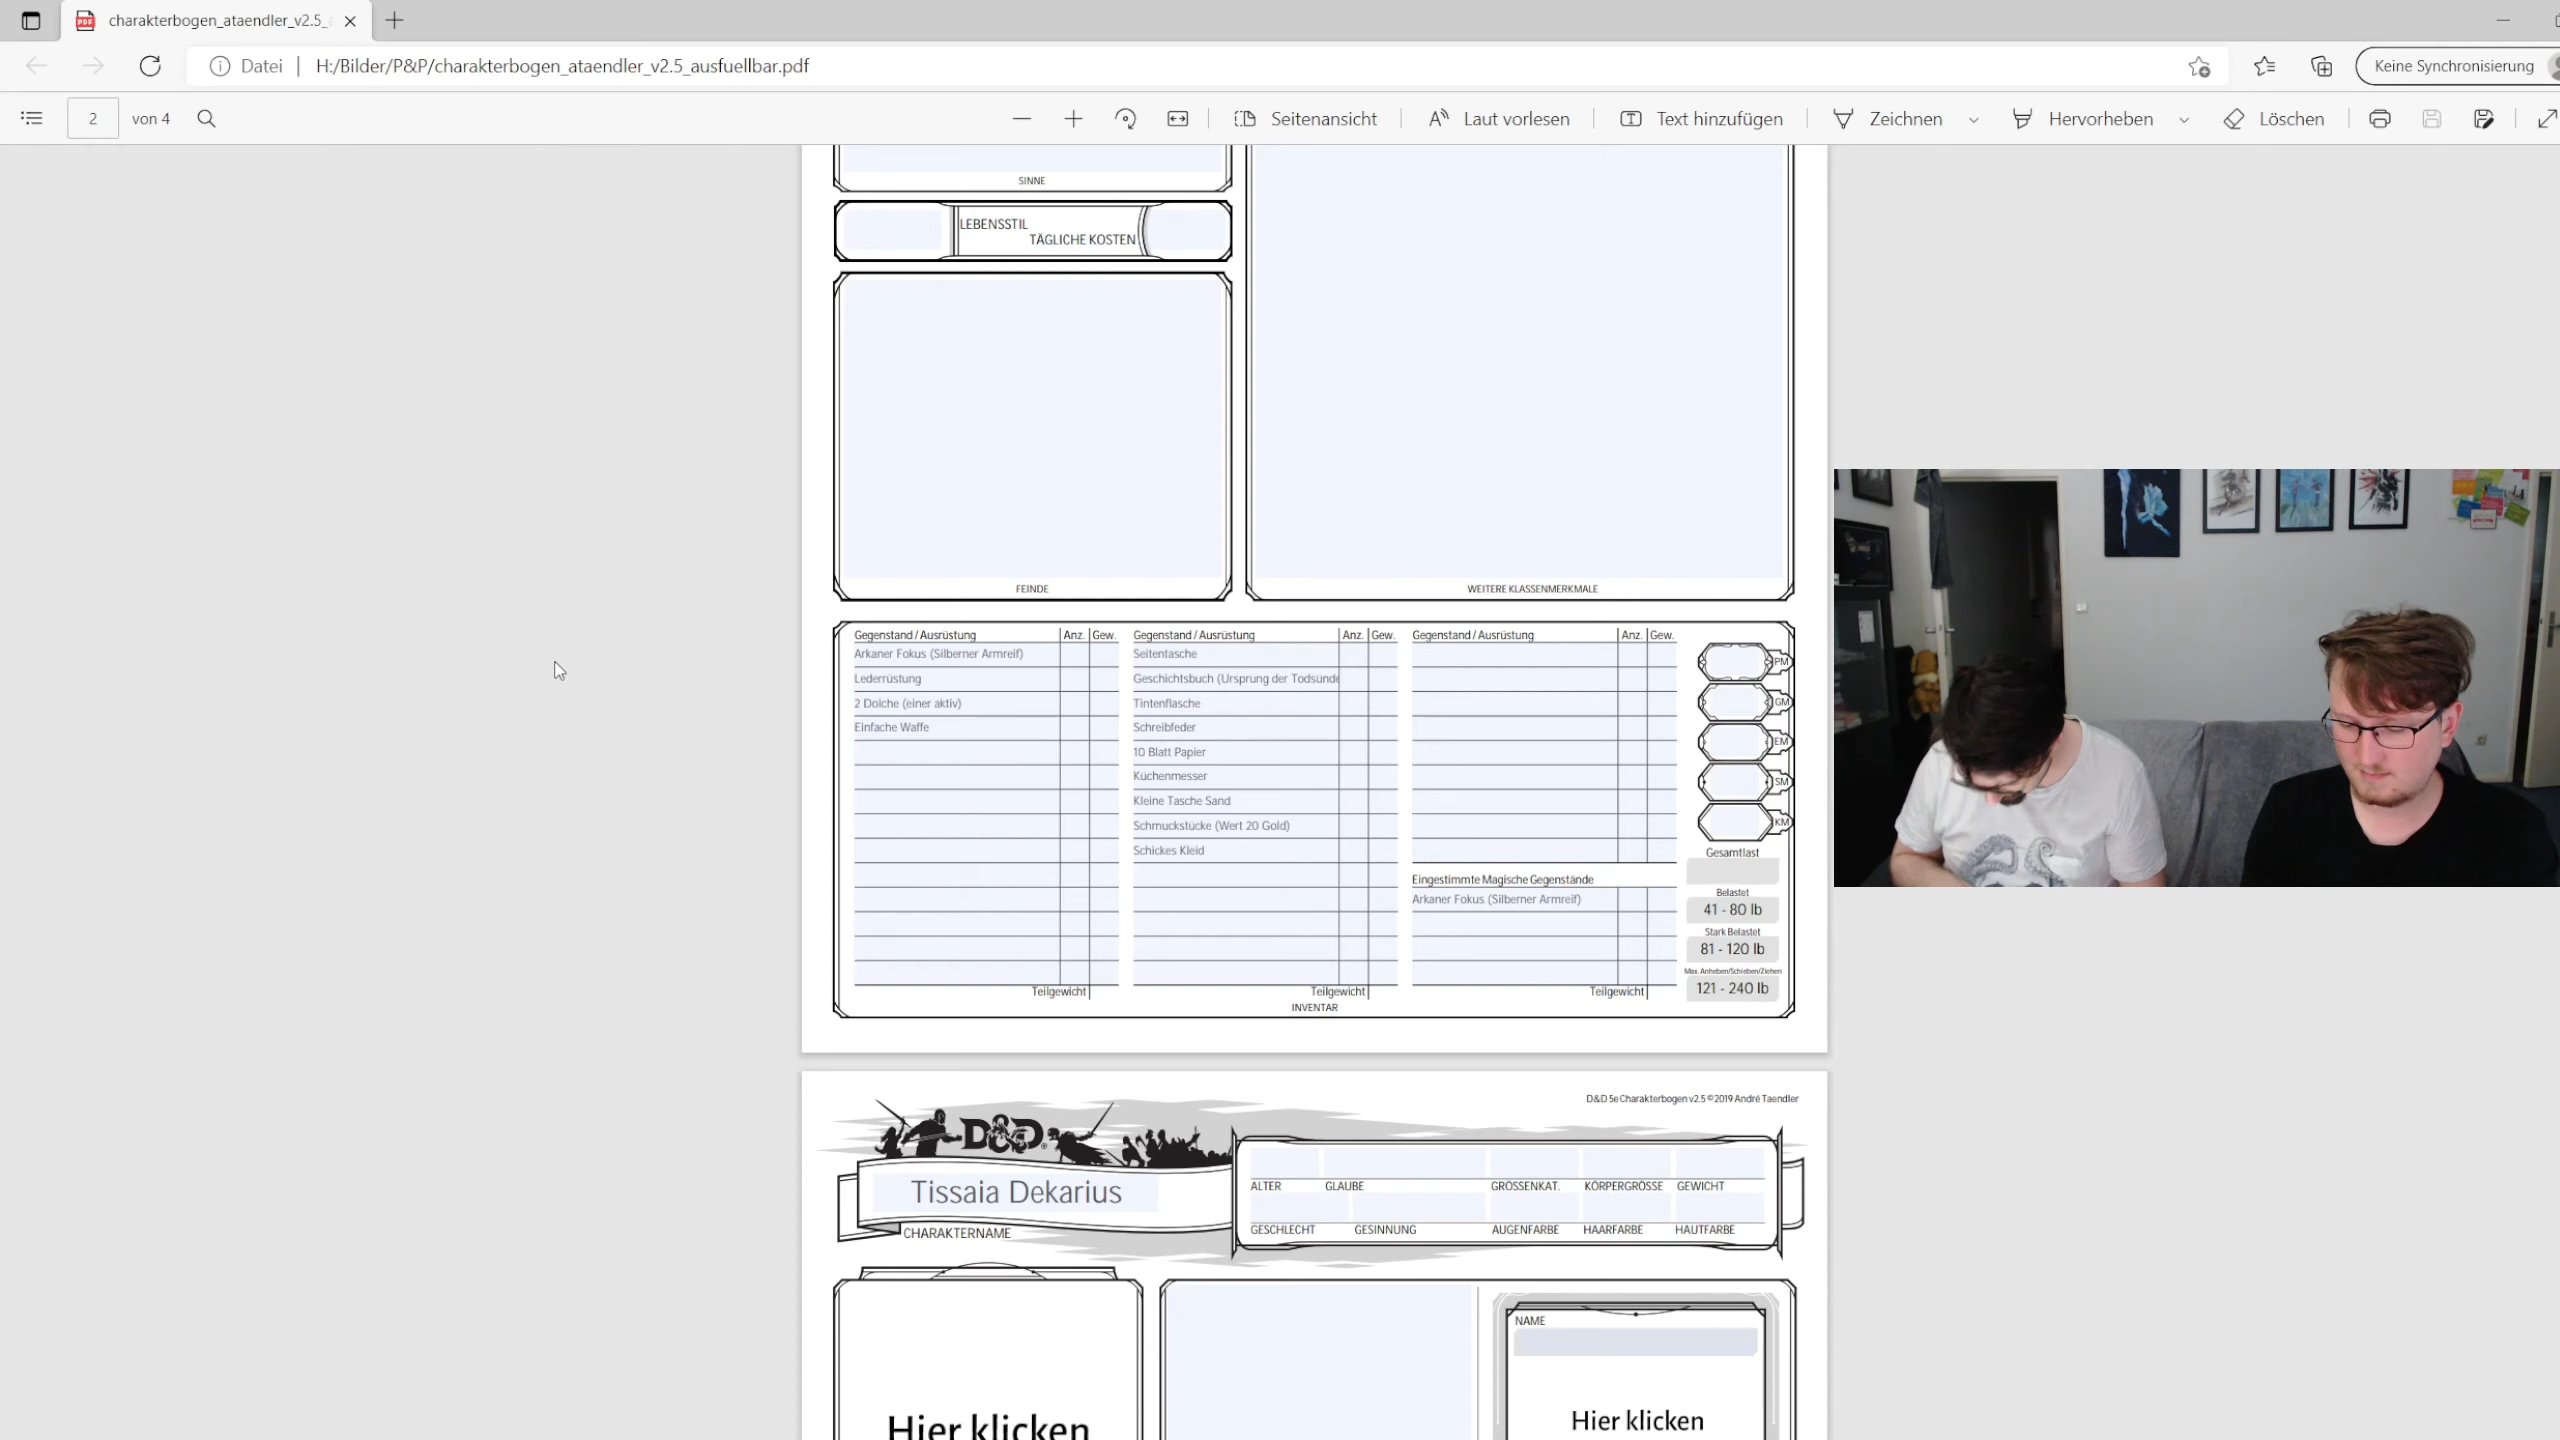 charakterbogen_ataendler_v2.5_
Datei
H:/Bilder/P&P/charakterbogen_ataendler_v2.5_ausfuellbar.pdf
Keine Synchronisierung
2 von 4
Seitenansicht
Laut vorlesen
Text hinzufügen
Zeichnen
Hervorheben
Löschen
SINNE
LEBENSSTIL
TÄGLICHE KOSTEN
FEINDE
WEITERE KLASSENMERKMALE
Gegenstand / Ausrüstung Anz. Gew.
Arkaner Fokus (Silberner Armreif)
Lederrüstung
2 Dolche (einer aktiv)
Einfache Waffe
Teilgewicht
Gegenstand / Ausrüstung Anz. Gew.
Seitentasche
Geschichtsbuch (Ursprung der Todsünde
Tintenflasche
Schreibfeder
10 Blatt Papier
Küchenmesser
Kleine Tasche Sand
Schmuckstücke (Wert 20 Gold)
Schickes Kleid
Teilgewicht
Gegenstand / Ausrüstung Anz. Gew.
Eingestimmte Magische Gegenstände
Arkaner Fokus (Silberner Armreif)
Teilgewicht
PM
GM
EM
SM
KM
Gesamtlast
Belastet
41 - 80 lb
Stark Belastet
81 - 120 lb
Max. Anheben/Schieben/Ziehen
121 - 240 lb
INVENTAR
D&D 5e Charakterbogen v2.5 ©2019 André Taendler
D&D
Tissaia Dekarius
CHARAKTERNAME
ALTER GLAUBE GRÖSSENKAT. KÖRPERGRÖSSE GEWICHT
GESCHLECHT GESINNUNG AUGENFARBE HAARFARBE HAUTFARBE
Hier klicken
NAME
Hier klicken